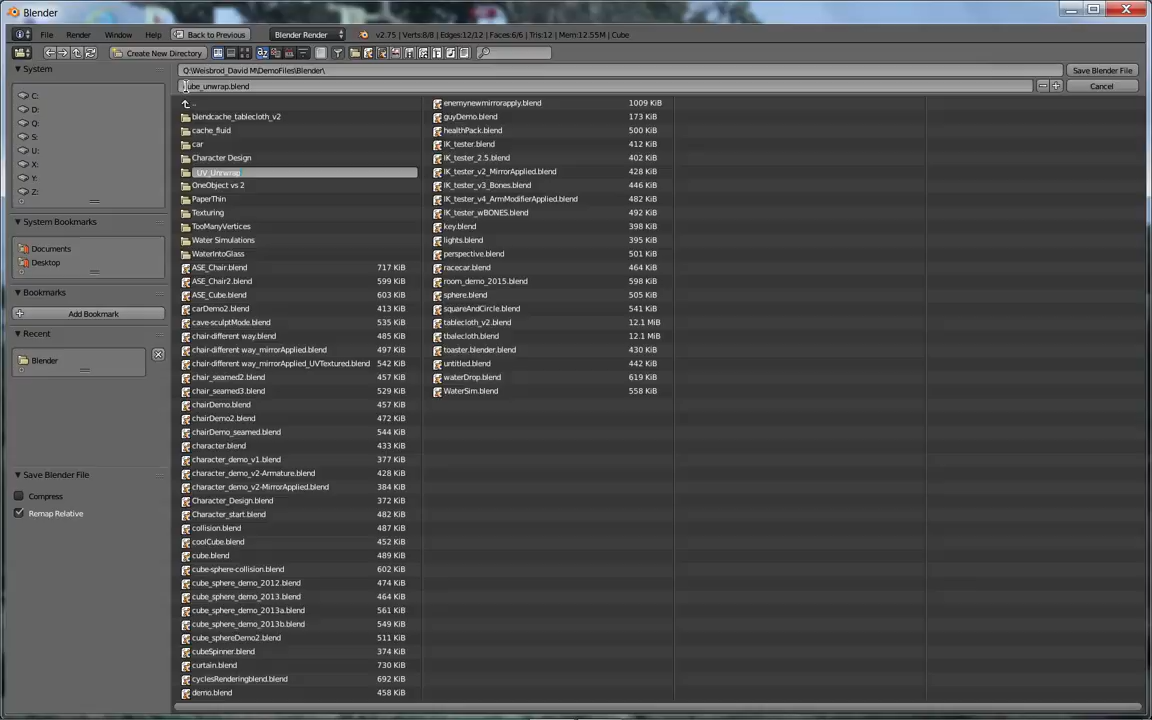 Blender
File Render Window Help Back to Previous Blender Render v2.75 | Verts:8/8 | Edges:12/12 | Faces:6/6 | Tris:12 | Mem:12.55M | Cube
Create New Directory
System
C:
D:
Q:
S:
U:
X:
Y:
Z:
System Bookmarks
Documents
Desktop
Bookmarks
Add Bookmark
Recent
Blender
Save Blender File
Compress
Remap Relative
Q:\Weisbrod_David M\DemoFiles\Blender\
Save Blender File
ube_unwrap.blend
Cancel
..
blendcache_tablecloth_v2
cache_fluid
car
Character Design
UV_Unwrap
OneObject vs 2
PaperThin
Texturing
TooManyVertices
Water Simulations
WaterIntoGlass
ASE_Chair.blend 717 KiB
ASE_Chair2.blend 599 KiB
ASE_Cube.blend 603 KiB
carDemo2.blend 413 KiB
cave-sculptMode.blend 535 KiB
chair-different way.blend 485 KiB
chair-different way_mirrorApplied.blend 497 KiB
chair-different way_mirrorApplied_UVTextured.blend 542 KiB
chair_seamed2.blend 457 KiB
chair_seamed3.blend 529 KiB
chairDemo.blend 457 KiB
chairDemo2.blend 472 KiB
chairDemo_seamed.blend 544 KiB
character.blend 433 KiB
character_demo_v1.blend 377 KiB
character_demo_v2-Armature.blend 428 KiB
character_demo_v2-MirrorApplied.blend 384 KiB
Character_Design.blend 372 KiB
Character_start.blend 482 KiB
collision.blend 487 KiB
coolCube.blend 452 KiB
cube.blend 489 KiB
cube-sphere-collision.blend 602 KiB
cube_sphere_demo_2012.blend 474 KiB
cube_sphere_demo_2013.blend 464 KiB
cube_sphere_demo_2013a.blend 561 KiB
cube_sphere_demo_2013b.blend 549 KiB
cube_sphereDemo2.blend 511 KiB
cubeSpinner.blend 374 KiB
curtain.blend 730 KiB
cyclesRenderingblend.blend 692 KiB
demo.blend 458 KiB
enemynewmirrorapply.blend 1009 KiB
guyDemo.blend 173 KiB
healthPack.blend 500 KiB
IK_tester.blend 412 KiB
IK_tester_2.5.blend 402 KiB
IK_tester_v2_MirrorApplied.blend 428 KiB
IK_tester_v3_Bones.blend 446 KiB
IK_tester_v4_ArmModifierApplied.blend 482 KiB
IK_tester_wBONES.blend 492 KiB
key.blend 398 KiB
lights.blend 395 KiB
perspective.blend 501 KiB
racecar.blend 464 KiB
room_demo_2015.blend 598 KiB
sphere.blend 505 KiB
squareAndCircle.blend 541 KiB
tablecloth_v2.blend 12.1 MiB
tbalecloth.blend 12.1 MiB
toaster.blender.blend 430 KiB
untitled.blend 442 KiB
waterDrop.blend 619 KiB
WaterSim.blend 558 KiB